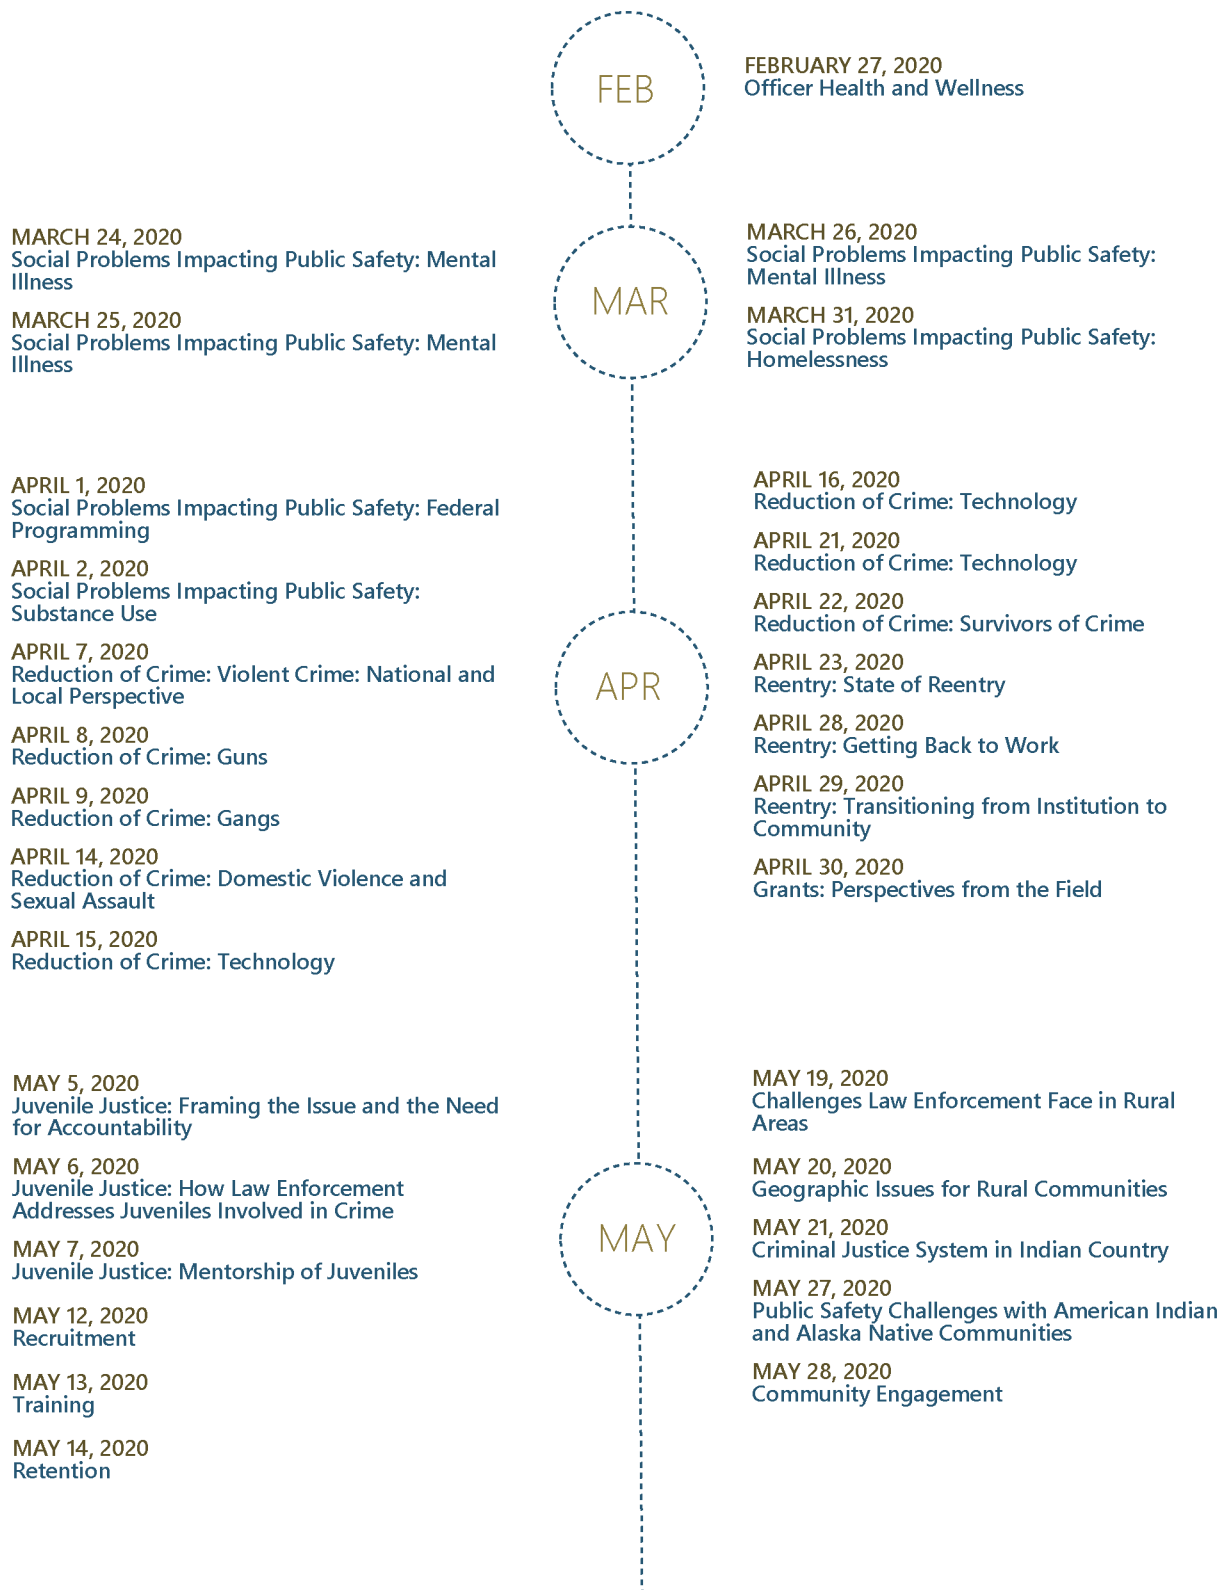 FEB
FEBRUARY 27, 2020
Officer Health and Wellness
MARCH 24, 2020
Social Problems Impacting Public Safety: Mental
Illness
MARCH 25, 2020
Social Problems Impacting Public Safety: Mental
Illness
MAR
MARCH 26, 2020
Social Problems Impacting Public Safety:
Mental Illness
MARCH 31, 2020
Social Problems Impacting Public Safety:
Homelessness
APRIL 1, 2020
Social Problems Impacting Public Safety: Federal
Programming
APRIL 2, 2020
Social Problems Impacting Public Safety:
Substance Use
APRIL 7, 2020
Reduction of Crime: Violent Crime: National and
Local Perspective
APRIL 8, 2020
Reduction of Crime: Guns
APRIL 9, 2020
Reduction of Crime: Gangs
APRIL 14, 2020
Reduction of Crime: Domestic Violence and
Sexual Assault
APRIL 15, 2020
Reduction of Crime: Technology
APR
APRIL 16, 2020
Reduction of Crime: Technology
APRIL 21, 2020
Reduction of Crime: Technology
APRIL 22, 2020
Reduction of Crime: Survivors of Crime
APRIL 23, 2020
Reentry: State of Reentry
APRIL 28, 2020
Reentry: Getting Back to Work
APRIL 29, 2020
Reentry: Transitioning from Institution to
Community
APRIL 30, 2020
Grants: Perspectives from the Field
MAY 5, 2020
Juvenile Justice: Framing the Issue and the Need
for Accountability
MAY 6, 2020
Juvenile Justice: How Law Enforcement
Addresses Juveniles Involved in Crime
MAY 7, 2020
Juvenile Justice: Mentorship of Juveniles
MAY 12, 2020
Recruitment
MAY 13, 2020
Training
MAY 14, 2020
Retention
MAY
MAY 19, 2020
Challenges Law Enforcement Face in Rural
Areas
MAY 20, 2020
Geographic Issues for Rural Communities
MAY 21, 2020
Criminal Justice System in Indian Country
MAY 27, 2020
Public Safety Challenges with American Indian
and Alaska Native Communities
MAY 28, 2020
Community Engagement